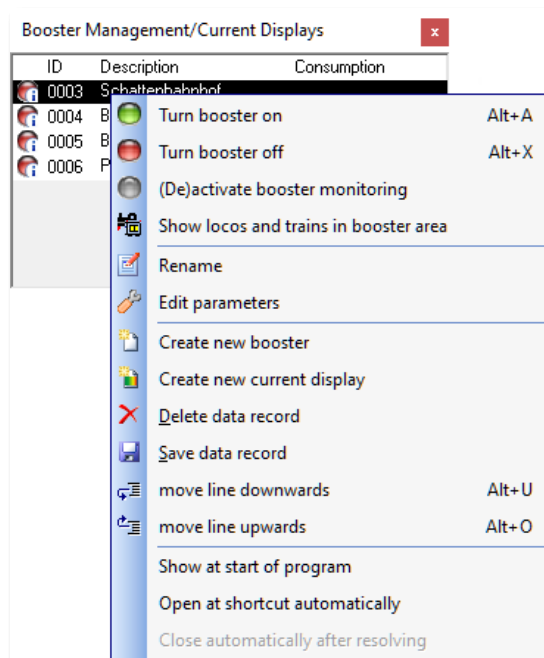 Booster Management/Current Displays
x
ID Description Consumption
0003 Schattenbahnhof
0004 B
0005 B
0006 P
Turn booster on Alt+A
Turn booster off Alt+X
(De)activate booster monitoring
Show locos and trains in booster area
Rename
Edit parameters
Create new booster
Create new current display
Delete data record
Save data record
move line downwards Alt+U
move line upwards Alt+O
Show at start of program
Open at shortcut automatically
Close automatically after resolving